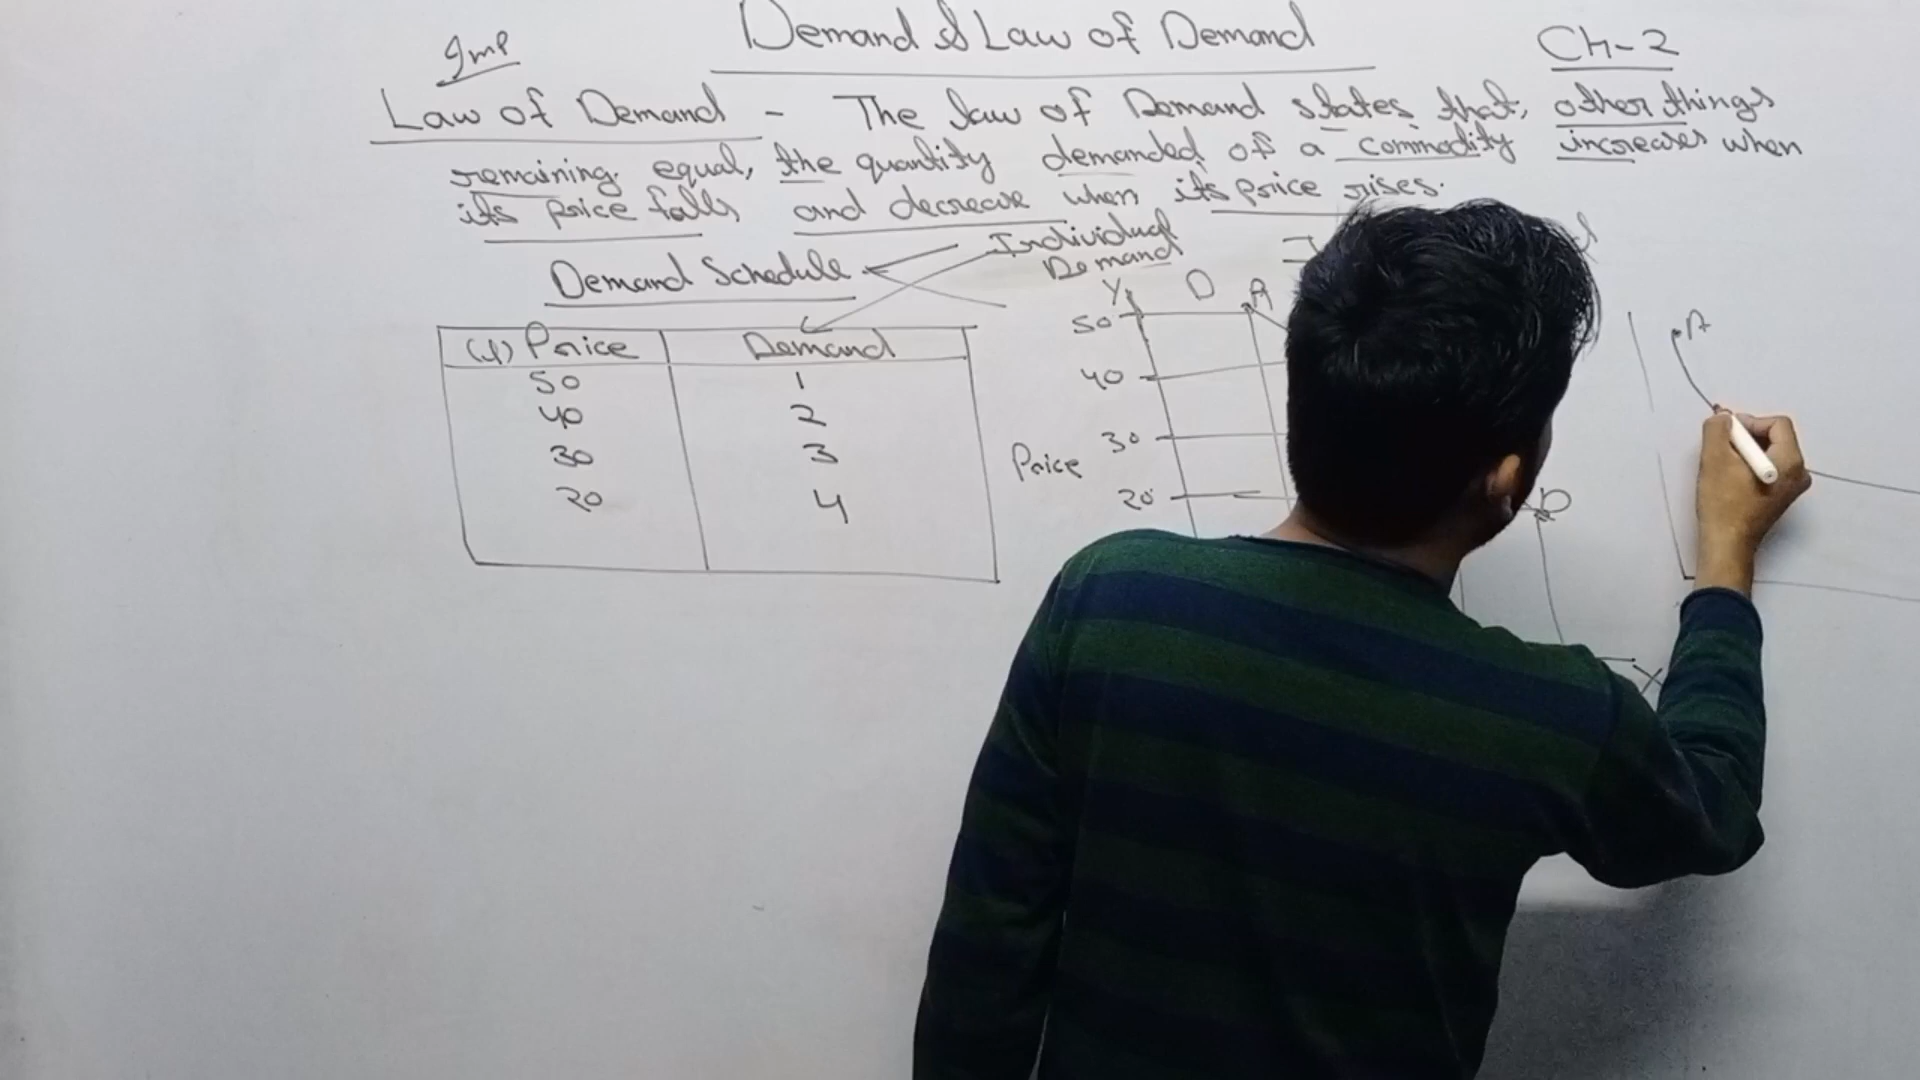 Imp
Demand & Law of Demand
Ch-2
Law of Demand - The law of Demand states that, other things
remaining equal, the quantity demanded of a commodity increases when
its price falls and decrease when its price rises.
Demand Schedule
Individual
Demand
Price Demand
50 1
40 2
30 3
20 4
Y D A
50
40
30
Price
20
D
X
A